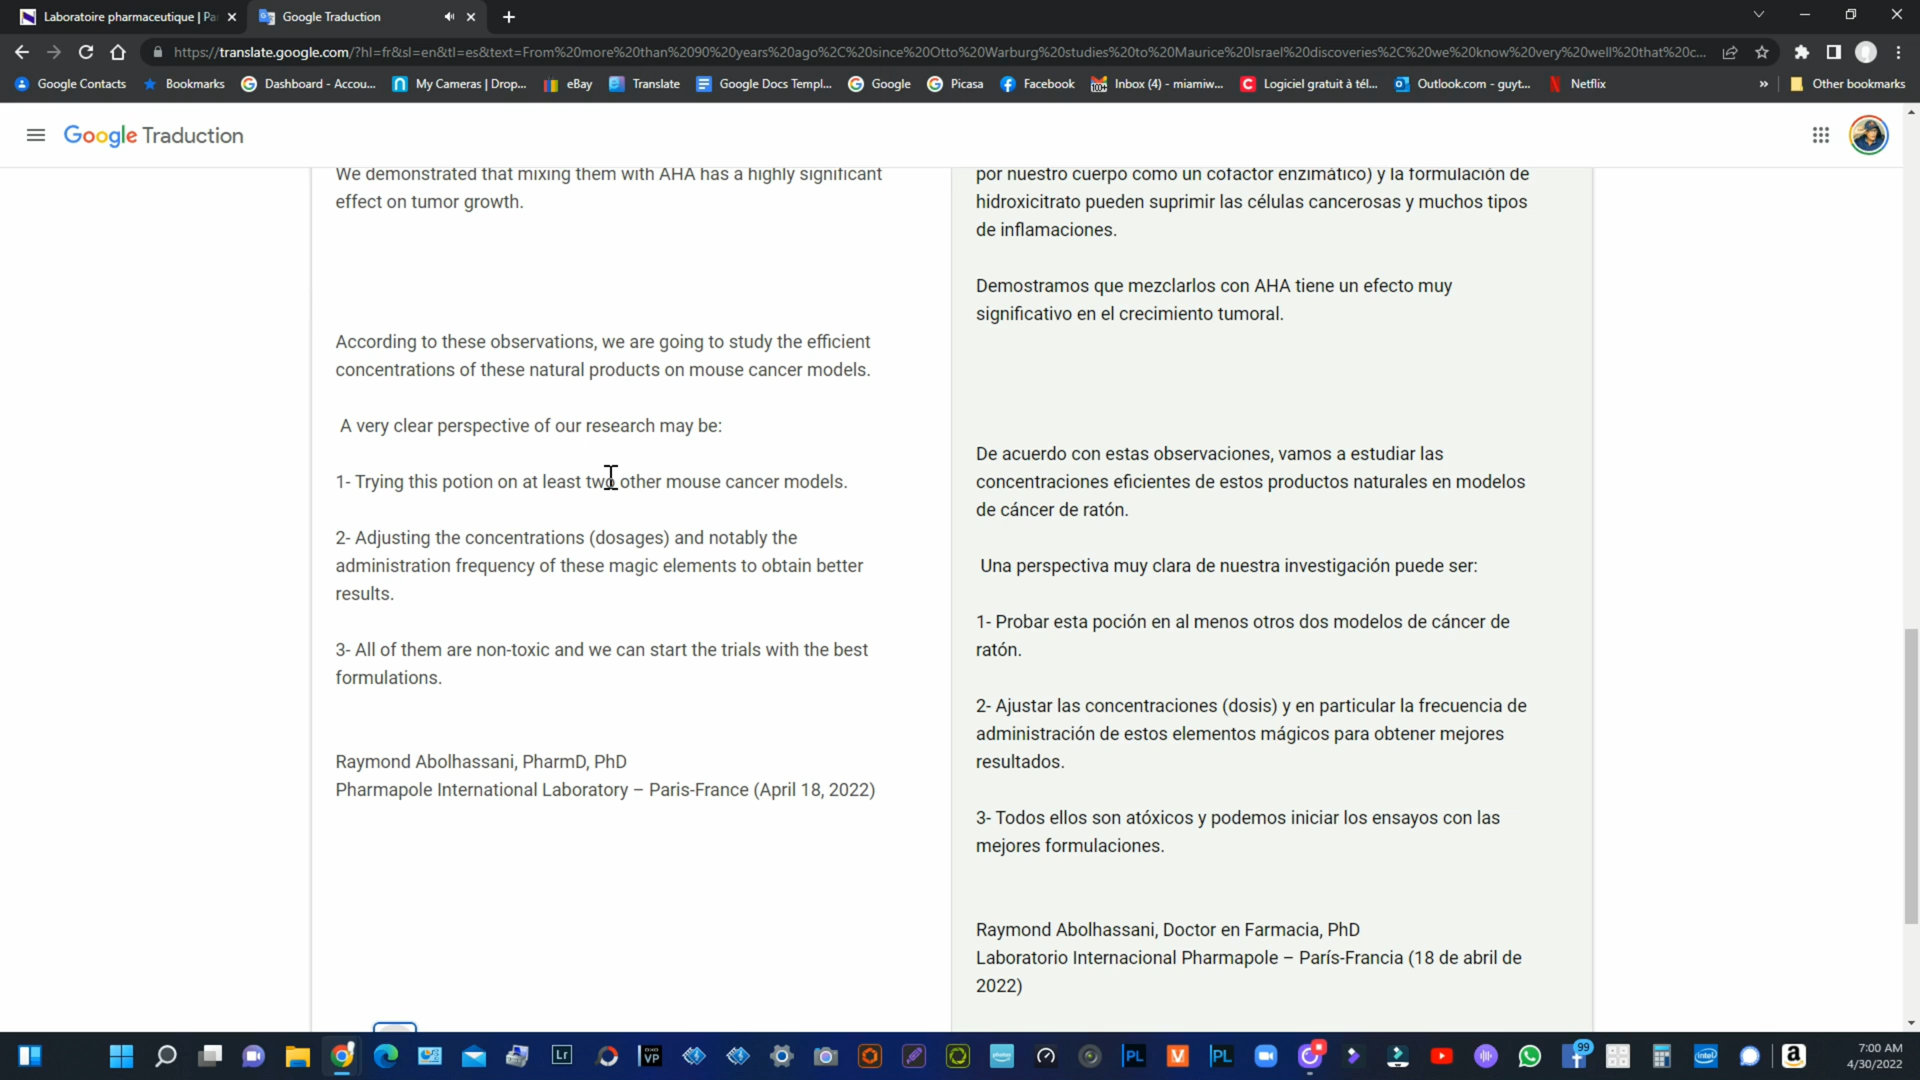 Laboratoire pharmaceutique | Pa
Google Traduction
https://translate.google.com/?hl=fr&sl=en&tl=es&text=From%20more%20than%2090%20years%20ago%2C%20since%20Otto%20Warburg%20studies%20to%20Maurice%20Israel%20discoveries%2C%20we%20know%20very%20well%20that%20c...
Google Contacts
Bookmarks
Dashboard - Accou...
My Cameras | Drop...
eBay
Translate
Google Docs Templ...
Google
Picasa
Facebook
Inbox (4) - miamiw...
Logiciel gratuit à tél...
Outlook.com - guyt...
Netflix
»
Other bookmarks
Google Traduction
We demonstrated that mixing them with AHA has a highly significant
effect on tumor growth.
According to these observations, we are going to study the efficient
concentrations of these natural products on mouse cancer models.
A very clear perspective of our research may be:
1- Trying this potion on at least two other mouse cancer models.
2- Adjusting the concentrations (dosages) and notably the
administration frequency of these magic elements to obtain better
results.
3- All of them are non-toxic and we can start the trials with the best
formulations.
Raymond Abolhassani, PharmD, PhD
Pharmapole International Laboratory – Paris-France (April 18, 2022)
por nuestro cuerpo como un cofactor enzimático) y la formulación de
hidroxicitrato pueden suprimir las células cancerosas y muchos tipos
de inflamaciones.
Demostramos que mezclarlos con AHA tiene un efecto muy
significativo en el crecimiento tumoral.
De acuerdo con estas observaciones, vamos a estudiar las
concentraciones eficientes de estos productos naturales en modelos
de cáncer de ratón.
Una perspectiva muy clara de nuestra investigación puede ser:
1- Probar esta poción en al menos otros dos modelos de cáncer de
ratón.
2- Ajustar las concentraciones (dosis) y en particular la frecuencia de
administración de estos elementos mágicos para obtener mejores
resultados.
3- Todos ellos son atóxicos y podemos iniciar los ensayos con las
mejores formulaciones.
Raymond Abolhassani, Doctor en Farmacia, PhD
Laboratorio Internacional Pharmapole – París-Francia (18 de abril de
2022)
Lr
VP
PL
V
PL
99
intel
7:00 AM
4/30/2022